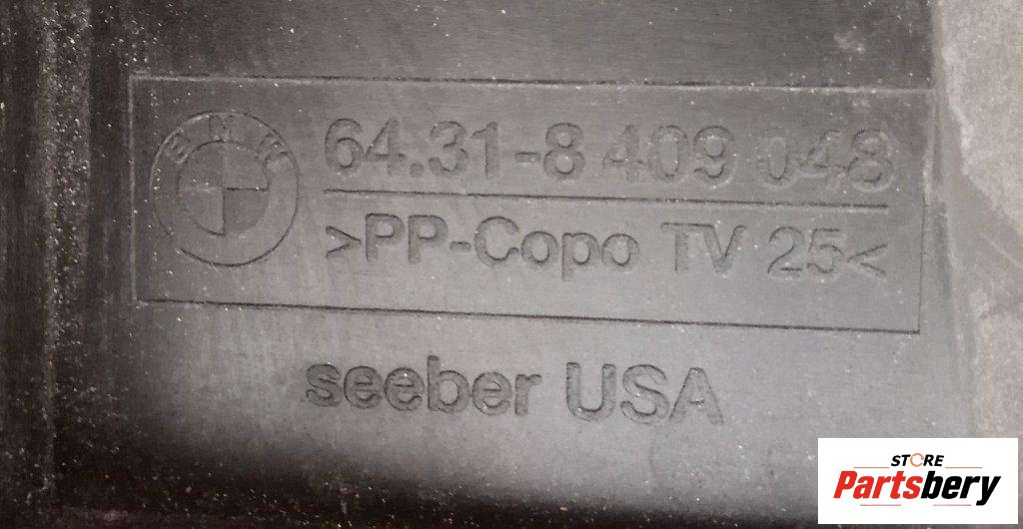 BMW
64.31-8 409 048
>PP-Copo TV 25<
seeber USA
STORE
Partsbery